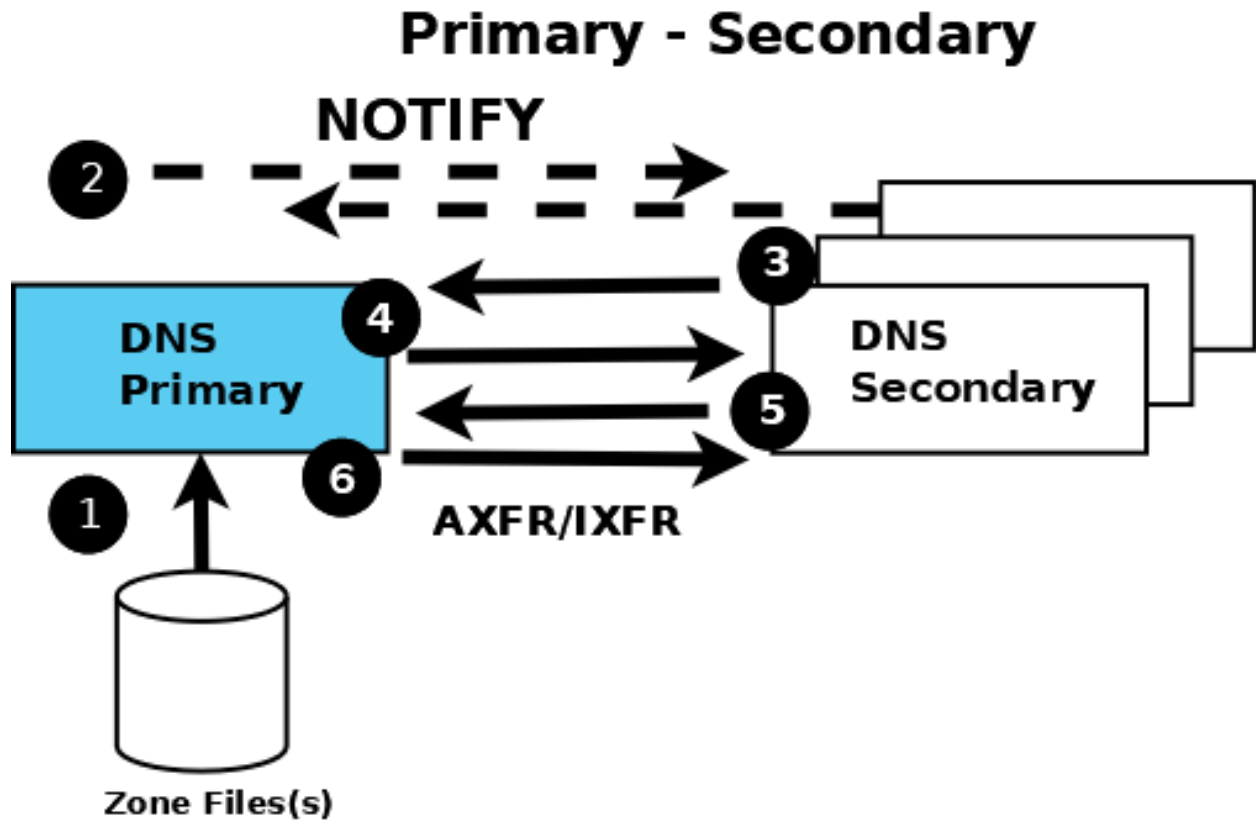 Primary - Secondary
NOTIFY
2
3
4
DNS
Primary
DNS
Secondary
5
6
1
AXFR/IXFR
Zone Files(s)